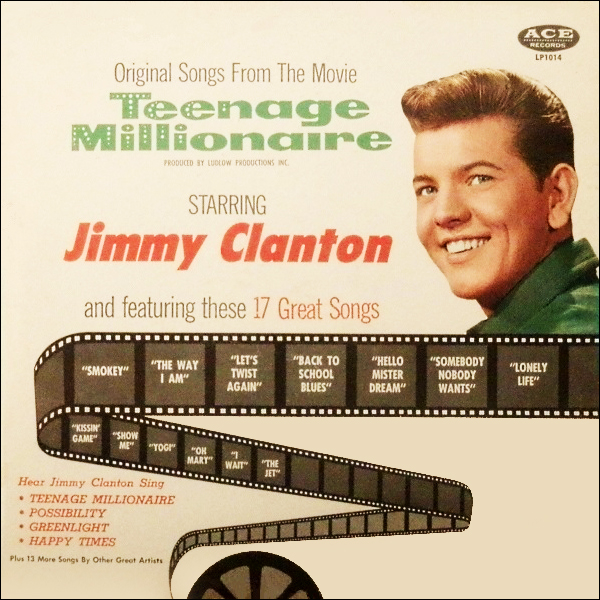 ACE
RECORDS
LP1014
Original Songs From The Movie
Teenage
Millionaire
PRODUCED BY LUDLOW PRODUCTIONS INC.
STARRING
Jimmy Clanton
and featuring these 17 Great Songs
"SMOKEY"
"THE WAY
I AM"
"LET'S
TWIST
AGAIN"
"BACK TO
SCHOOL
BLUES"
"HELLO
MISTER
DREAM"
"SOMEBODY
NOBODY
WANTS"
"LONELY
LIFE"
"KISSIN'
GAME"
"SHOW
ME"
"YOGI"
"OH
MARY"
"I
WAIT"
"THE
JET"
Hear Jimmy Clanton Sing
• TEENAGE MILLIONAIRE
• POSSIBILITY
• GREENLIGHT
• HAPPY TIMES
Plus 13 More Songs By Other Great Artists